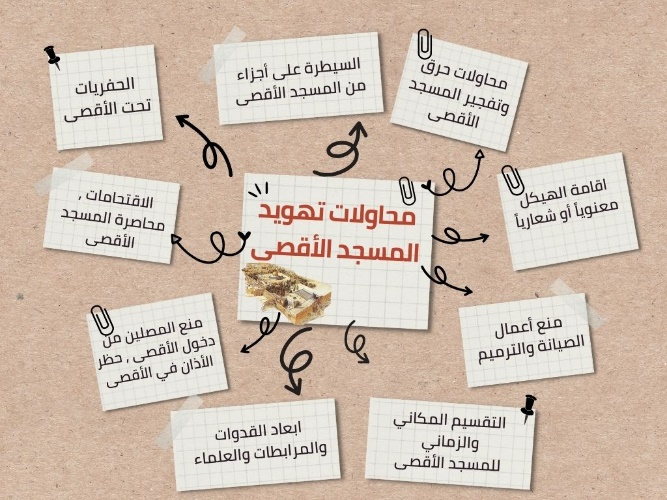 محاولات تهويد
المسجد الأقصى
محاولات حرق
وتفجير المسجد
الأقصى
السيطرة على أجزاء
من المسجد الأقصى
الحفريات
تحت الأقصى
اقامة الهيكل
معنوياً أو شعارياً
الاقتحامات ,
محاصرة المسجد
الأقصى
منع أعمال
الصيانة والترميم
منع المصلين من
دخول الأقصى , حظر
الأذان في الأقصى
التقسيم المكاني
والزماني
للمسجد الأقصى
ابعاد القدوات
والمرابطات والعلماء